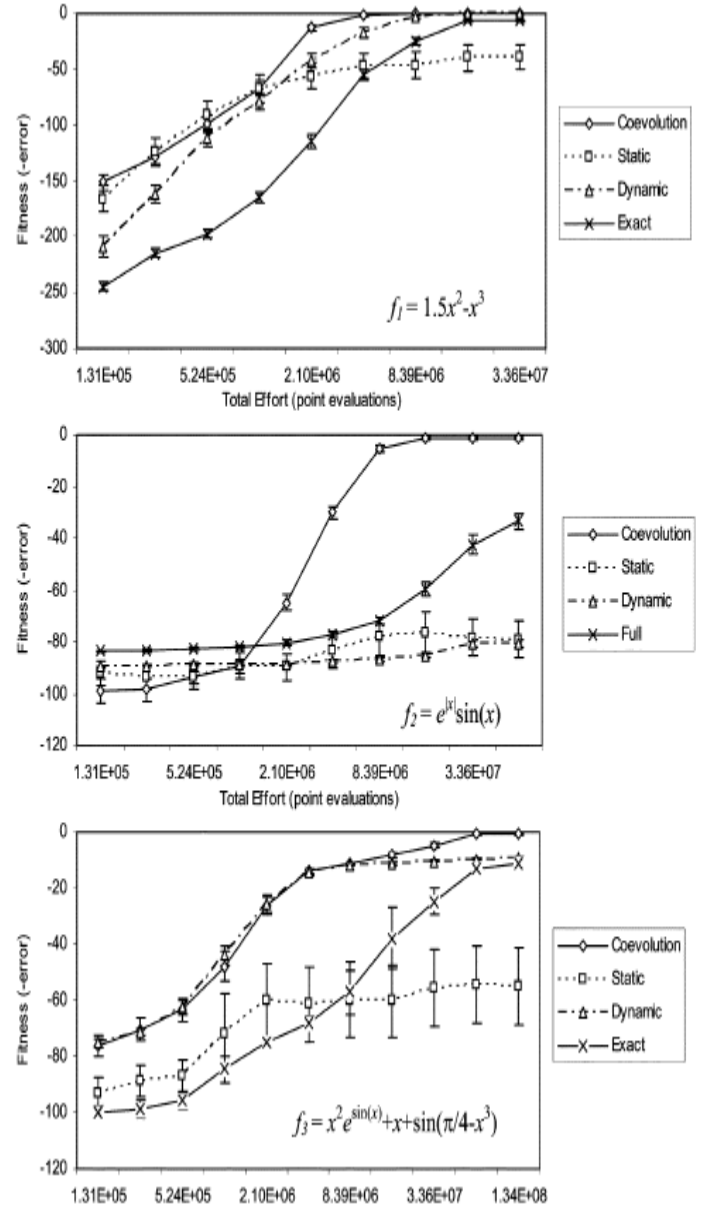 0
-50
-100
-150
-200
-250
-300
Fitness (-error)
f1 = 1.5x²-x³
1.31E+05 5.24E+05 2.10E+06 8.39E+06 3.36E+07
Total Effort (point evaluations)
Coevolution
Static
Dynamic
Exact
0
-20
-40
-60
-80
-100
-120
Fitness (-error)
f2 = e|x|sin(x)
1.31E+05 5.24E+05 2.10E+06 8.39E+06 3.36E+07
Total Effort (point evaluations)
Coevolution
Static
Dynamic
Full
0
-20
-40
-60
-80
-100
-120
Fitness (-error)
f3 = x²esin(x)+x+sin(π/4-x³)
1.31E+05 5.24E+05 2.10E+06 8.39E+06 3.36E+07 1.34E+08
Coevolution
Static
Dynamic
Exact